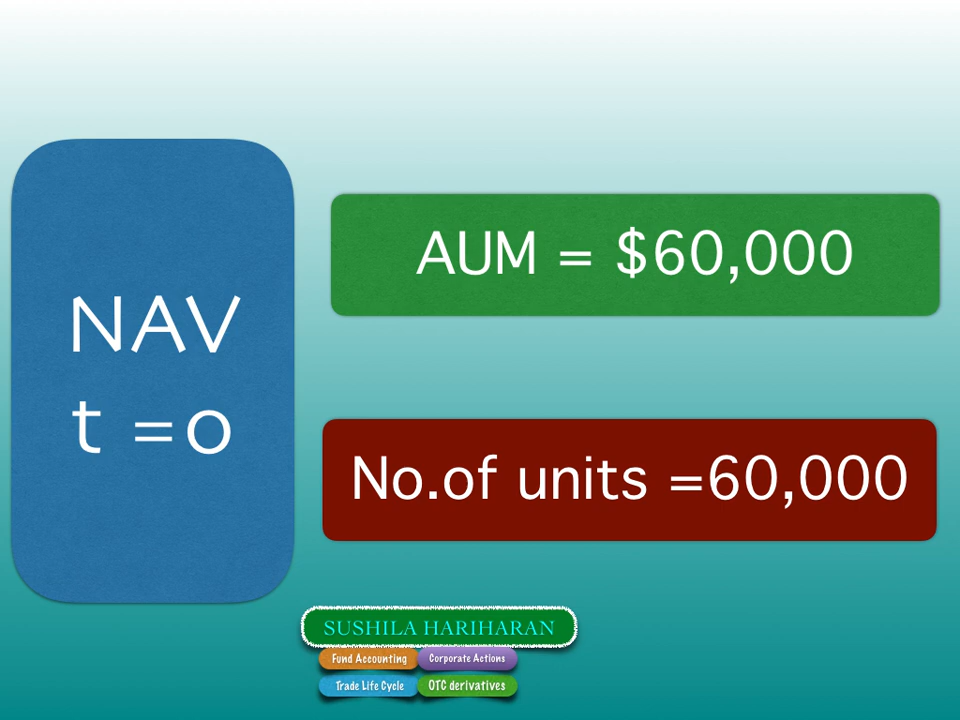 NAV
t =o
AUM = $60,000
No.of units =60,000
SUSHILA HARIHARAN
Fund Accounting
Corporate Actions
Trade Life Cycle
OTC derivatives